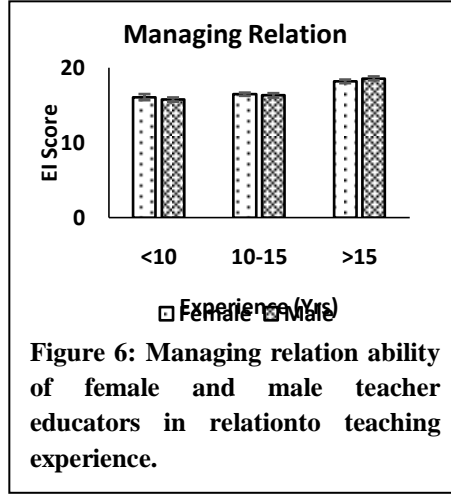 Managing Relation
20
10
0
EI Score
<10 10-15 >15
Experience (Yrs)
Female Male
Figure 6: Managing relation ability
of female and male teacher
educators in relationto teaching
experience.